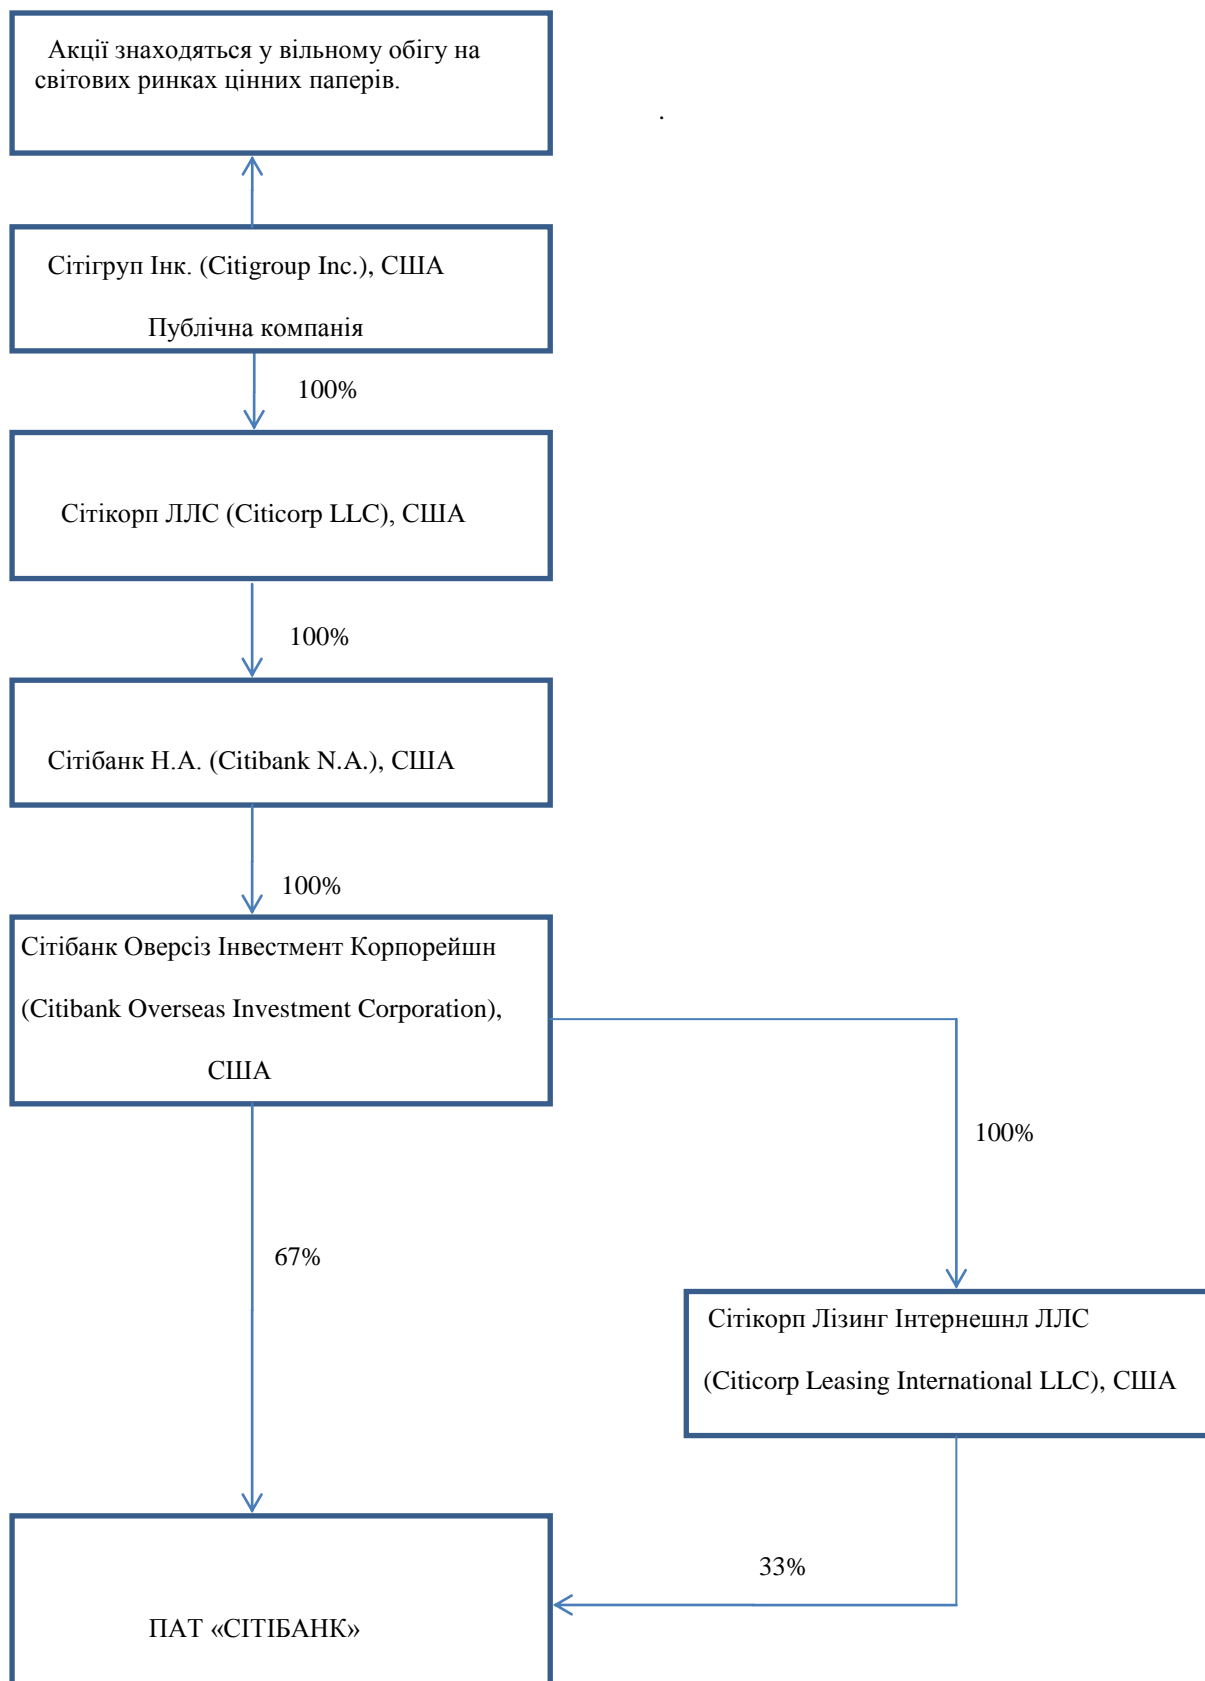 Акції знаходяться у вільному обігу на
світових ринках цінних паперів.
.
Сітігруп Інк. (Citigroup Inc.), США
Публічна компанія
100%
Сітікорп ЛЛС (Citicorp LLC), США
100%
Сітібанк Н.А. (Citibank N.A.), США
100%
Сітібанк Оверсіз Інвестмент Корпорейшн
(Citibank Overseas Investment Corporation),
США
100%
67%
Сітікорп Лізинг Інтернешнл ЛЛС
(Citicorp Leasing International LLC), США
33%
ПАТ «СІТІБАНК»